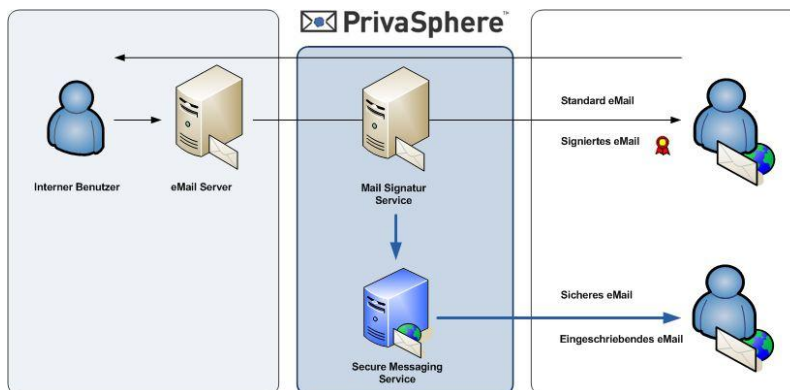 PrivaSphere™
Standard eMail
Signiertes eMail
Interner Benutzer
eMail Server
Mail Signatur
Service
Sicheres eMail
Eingeschriebendes eMail
Secure Messaging
Service